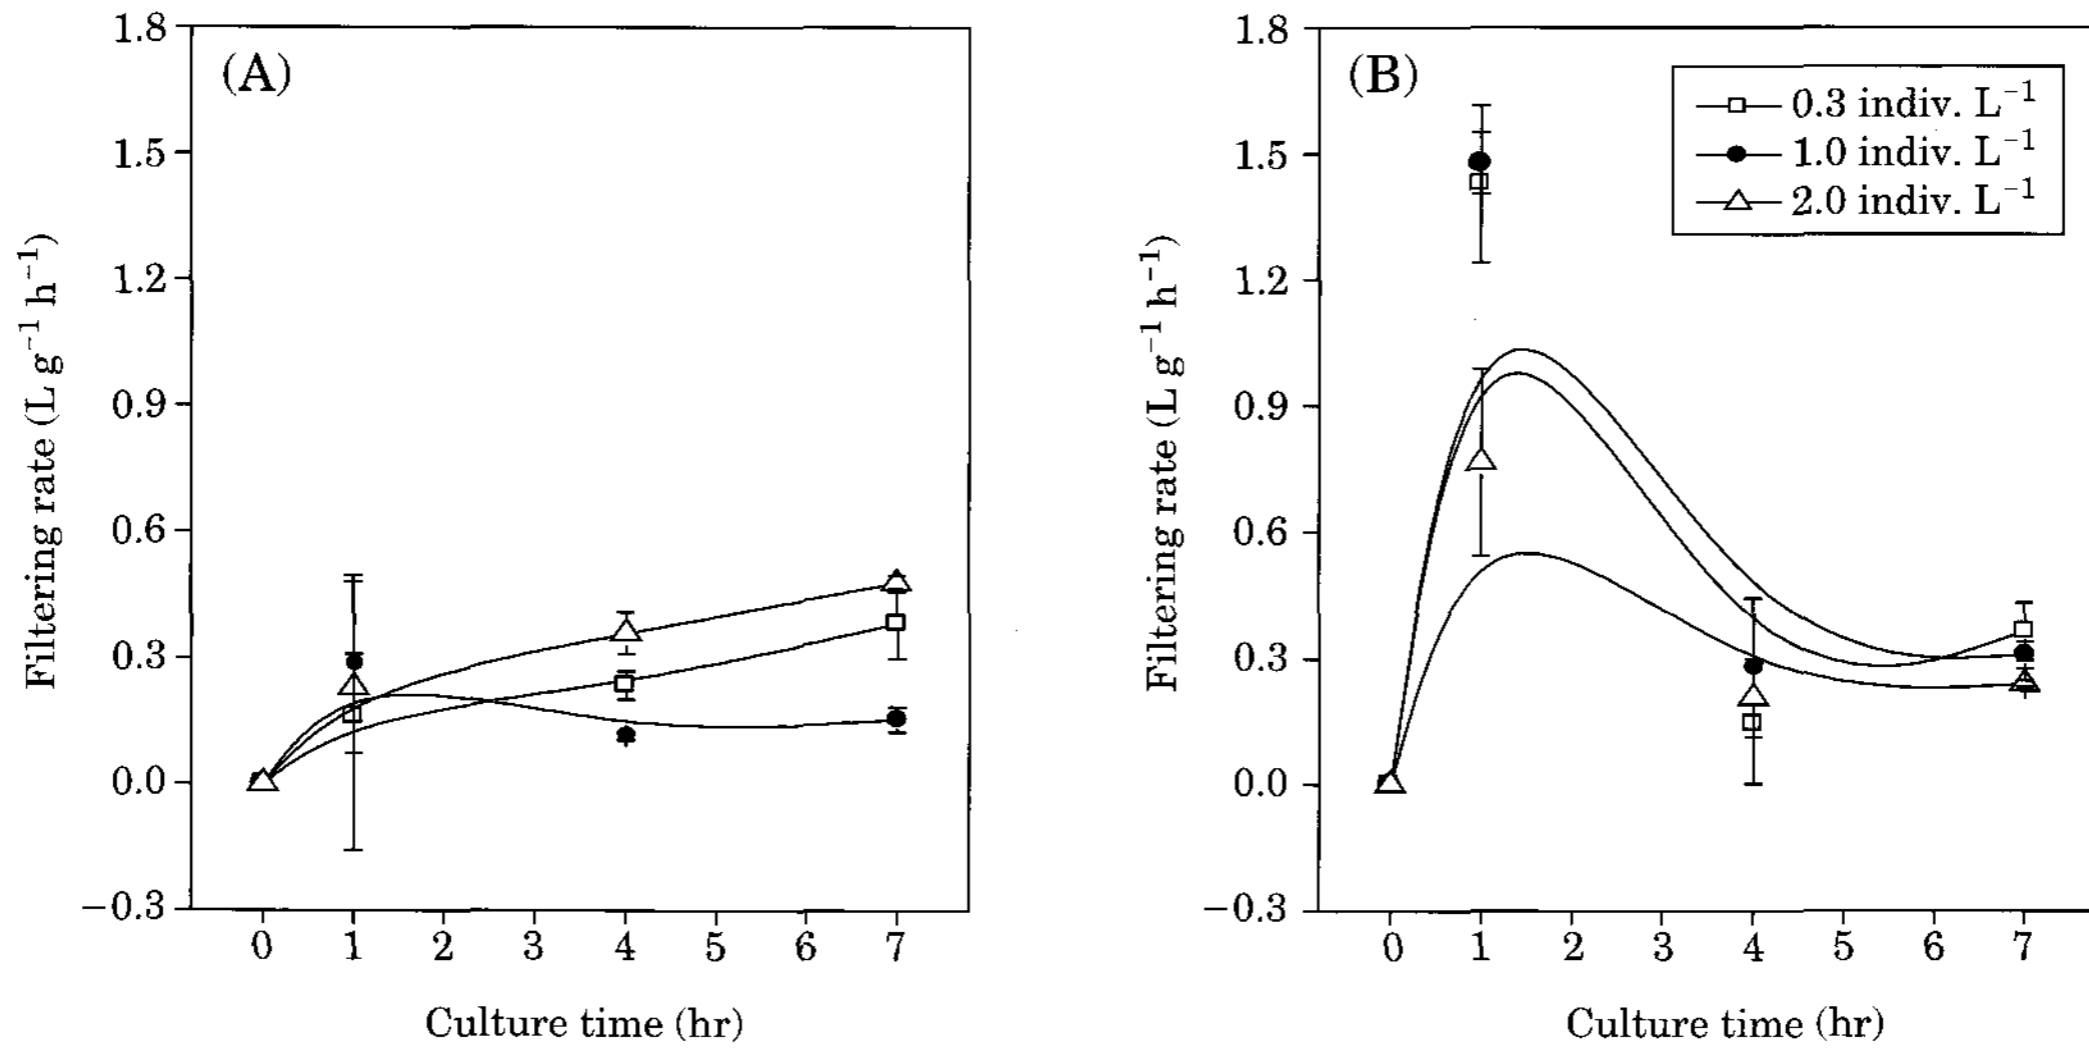 (A)
1.8
1.5
1.2
0.9
0.6
0.3
0.0
−0.3
Filtering rate (L g⁻¹ h⁻¹)
0 1 2 3 4 5 6 7
Culture time (hr)
(B)
0.3 indiv. L⁻¹
1.0 indiv. L⁻¹
2.0 indiv. L⁻¹
1.8
1.5
1.2
0.9
0.6
0.3
0.0
−0.3
Filtering rate (L g⁻¹ h⁻¹)
0 1 2 3 4 5 6 7
Culture time (hr)